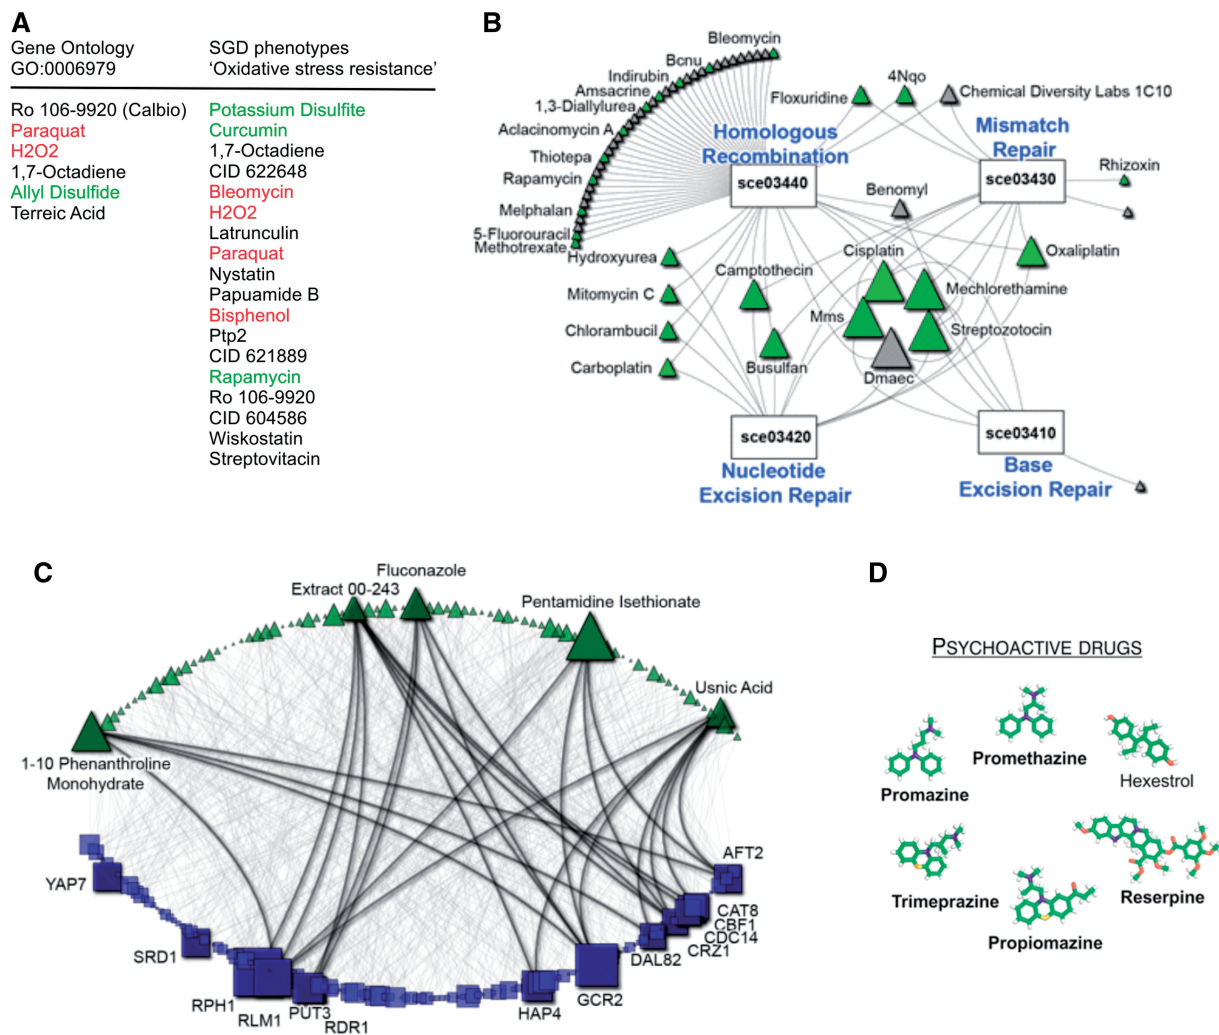 A
Gene Ontology
GO:0006979
SGD phenotypes
'Oxidative stress resistance'
Ro 106-9920 (Calbio)
Paraquat
H2O2
1,7-Octadiene
Allyl Disulfide
Terreic Acid
Potassium Disulfite
Curcumin
1,7-Octadiene
CID 622648
Bleomycin
H2O2
Latrunculin
Paraquat
Nystatin
Papuamide B
Bisphenol
Ptp2
CID 621889
Rapamycin
Ro 106-9920
CID 604586
Wiskostatin
Streptovitacin
B
Bleomycin
Bcnu
Indirubin
Amsacrine
1,3-Diallylurea
Aclacinomycin A
Thiotepa
Rapamycin
Melphalan
5-Fluorouracil
Methotrexate
Floxuridine
4Nqo
Chemical Diversity Labs 1C10
Homologous
Recombination
sce03440
Mismatch
Repair
sce03430
Rhizoxin
Benomyl
Hydroxyurea
Mitomycin C
Chlorambucil
Carboplatin
Camptothecin
Busulfan
Cisplatin
Mms
Dmaec
Mechlorethamine
Streptozotocin
Oxaliplatin
sce03420
Nucleotide
Excision Repair
sce03410
Base
Excision Repair
C
Extract 00-243
Fluconazole
Pentamidine Isethionate
Usnic Acid
1-10 Phenanthroline
Monohydrate
YAP7
SRD1
RPH1
RLM1
PUT3
RDR1
HAP4
GCR2
DAL82
CRZ1
CDC14
CBF1
CAT8
AFT2
D
PSYCHOACTIVE DRUGS
Promethazine
Promazine
Hexestrol
Trimeprazine
Reserpine
Propiomazine